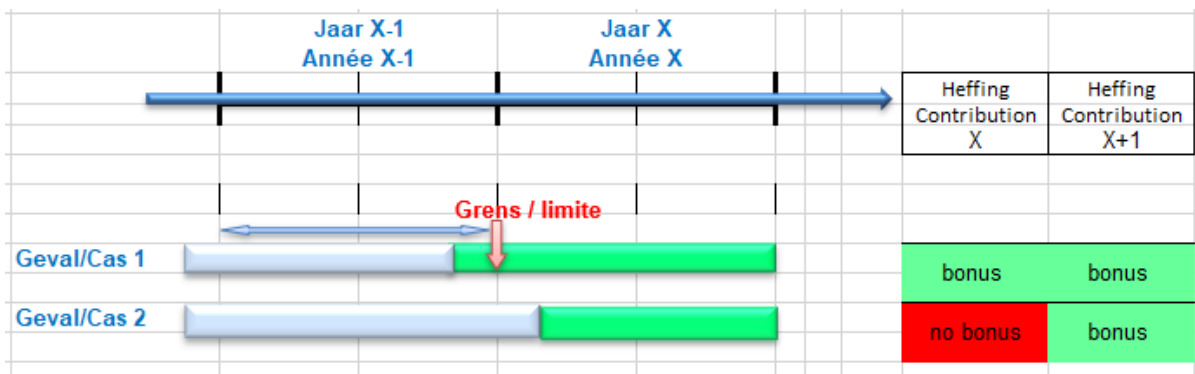 Jaar X-1
Année X-1
Jaar X
Année X
Heffing
Contribution
X
Heffing
Contribution
X+1
Grens / limite
Geval/Cas 1
bonus
bonus
Geval/Cas 2
no bonus
bonus